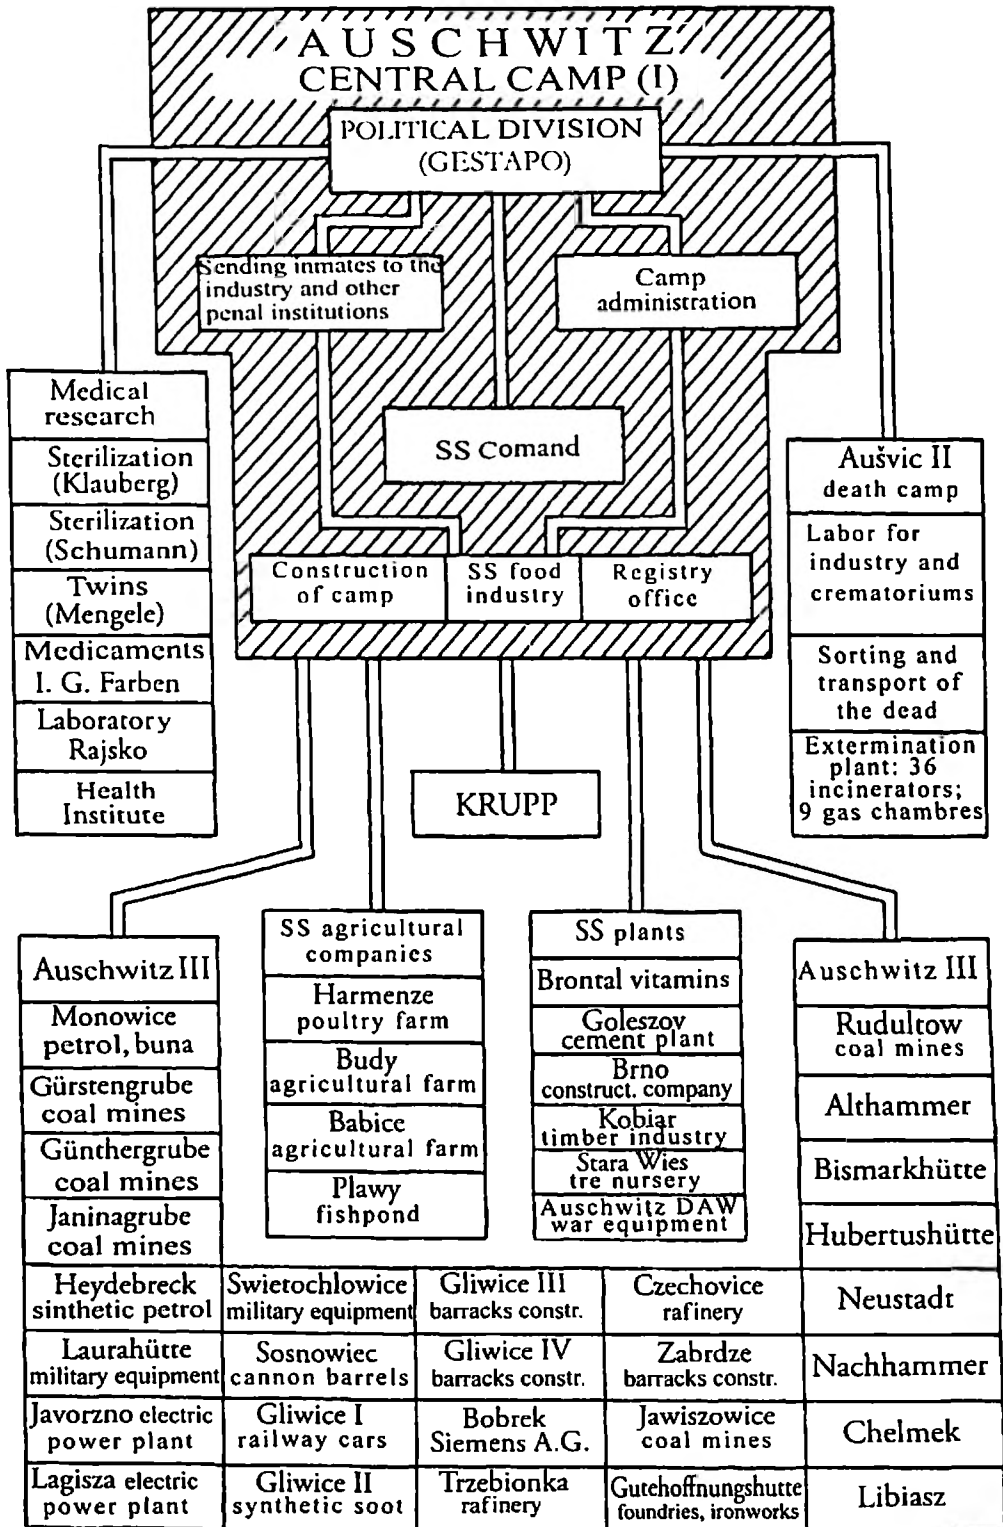 AUSCHWITZ
CENTRAL CAMP (I)
POLITICAL DIVISION
(GESTAPO)
Sending inmates to the
industry and other
penal institutions
Camp
administration
SS Comand
Construction
of camp
SS food
industry
Registry
office
Medical
research
Sterilization
(Klauberg)
Sterilization
(Schumann)
Twins
(Mengele)
Medicaments
I. G. Farben
Laboratory
Rajsko
Health
Institute
Aušvic II
death camp
Labor for
industry and
crematoriums
Sorting and
transport of
the dead
Extermination
plant: 36
incinerators;
9 gas chambres
KRUPP
Auschwitz III
Monowice
petrol, buna
Gürstengrube
coal mines
Günthergrube
coal mines
Janinagrube
coal mines
Heydebreck
sinthetic petrol
Laurahütte
military equipment
Javorzno electric
power plant
Lagisza electric
power plant
SS agricultural
companies
Harmenze
poultry farm
Budy
agricultural farm
Babice
agricultural farm
Plawy
fishpond
SS plants
Brontal vitamins
Goleszov
cement plant
Brno
construct. company
Kobiar
timber industry
Stara Wies
tre nursery
Auschwitz DAW
war equipment
Swietochlowice
military equipment
Sosnowiec
cannon barrels
Gliwice I
railway cars
Gliwice II
synthetic soot
Gliwice III
barracks constr.
Gliwice IV
barracks constr.
Bobrek
Siemens A.G.
Trzebionka
rafinery
Czechovice
rafinery
Zabrdze
barracks constr.
Jawiszowice
coal mines
Gutehoffnungshutte
foundries, ironworks
Auschwitz III
Rudultow
coal mines
Althammer
Bismarkhütte
Hubertushütte
Neustadt
Nachhammer
Chelmek
Libiasz